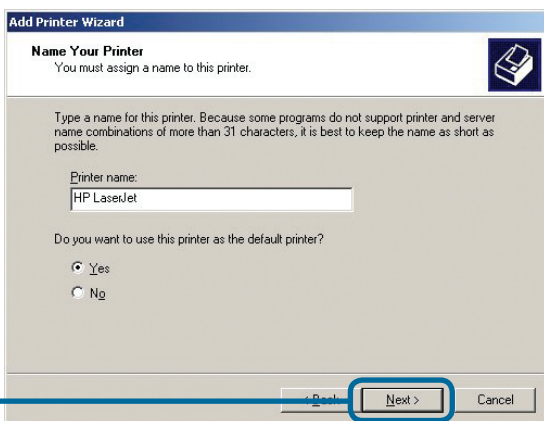 Add Printer Wizard
Name Your Printer
You must assign a name to this printer.
Type a name for this printer. Because some programs do not support printer and server
name combinations of more than 31 characters, it is best to keep the name as short as
possible.
Printer name:
HP LaserJet
Do you want to use this printer as the default printer?
Yes
No
< Back
Next >
Cancel